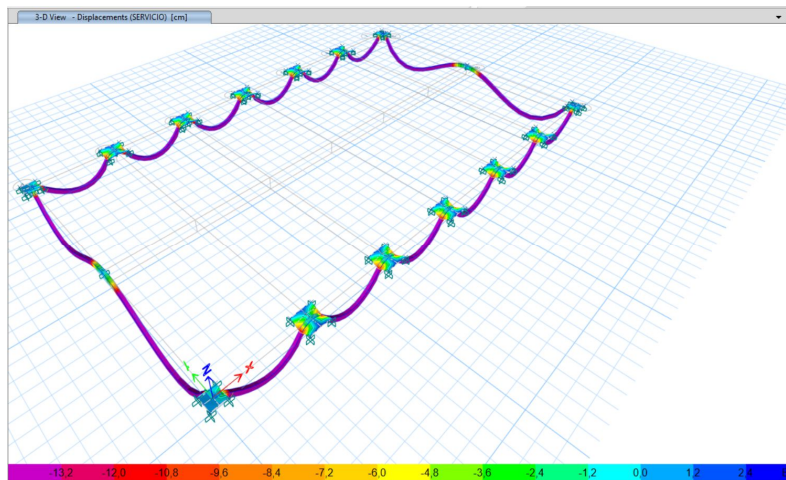 3-D View - Displacements (SERVICIO) [cm]
Y Z X
-13,2 -12,0 -10,8 -9,6 -8,4 -7,2 -6,0 -4,8 -3,6 -2,4 -1,2 0,0 1,2 2,4